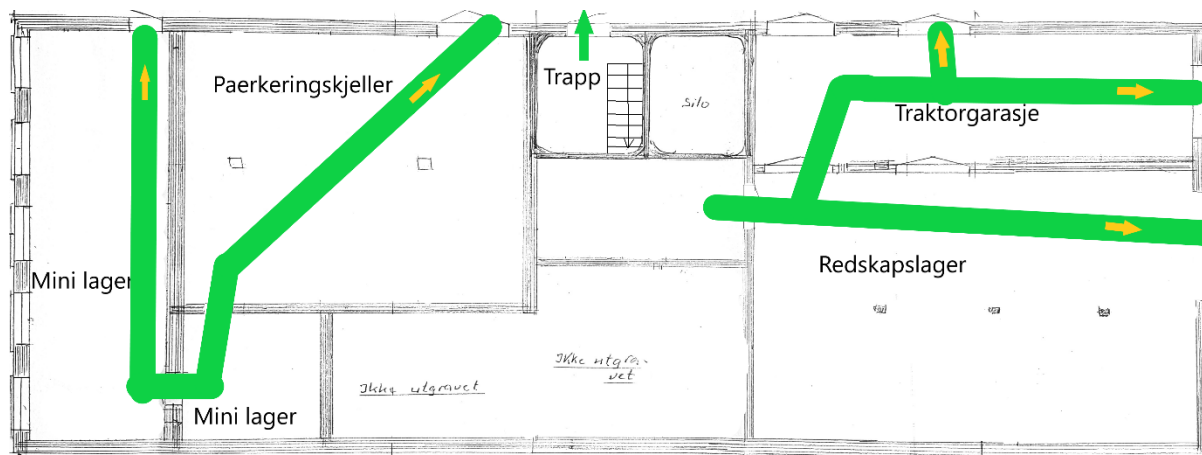 Paerkeringskjeller
Trapp
Silo
Traktorgarasje
Mini lager
Redskapslager
Ikke utgra-
vet
Ikke utgravet
Mini lager